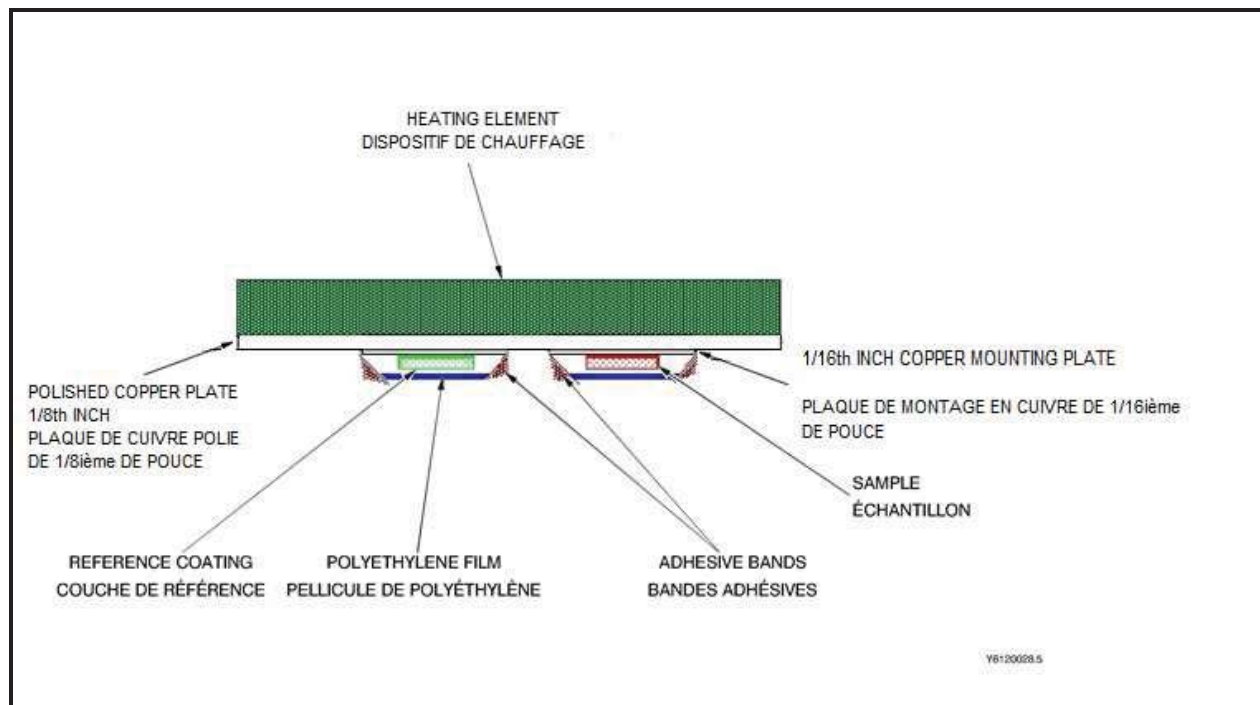 HEATING ELEMENT
DISPOSITIF DE CHAUFFAGE
POLISHED COPPER PLATE
1/8th INCH
PLAQUE DE CUIVRE POLIE
DE 1/8ième DE POUCE
1/16th INCH COPPER MOUNTING PLATE
PLAQUE DE MONTAGE EN CUIVRE DE 1/16ième
DE POUCE
SAMPLE
ÉCHANTILLON
REFERENCE COATING
COUCHE DE RÉFÉRENCE
POLYETHYLENE FILM
PELLICULE DE POLYÉTHYLÈNE
ADHESIVE BANDS
BANDES ADHÉSIVES
Y6120028.5